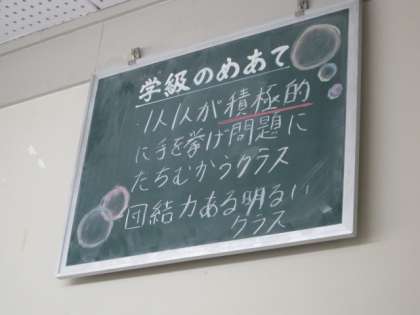 学級のめあて
・1人1人が積極的
に手を挙げ問題に
たちむかうクラス
団結力ある明るい
クラス